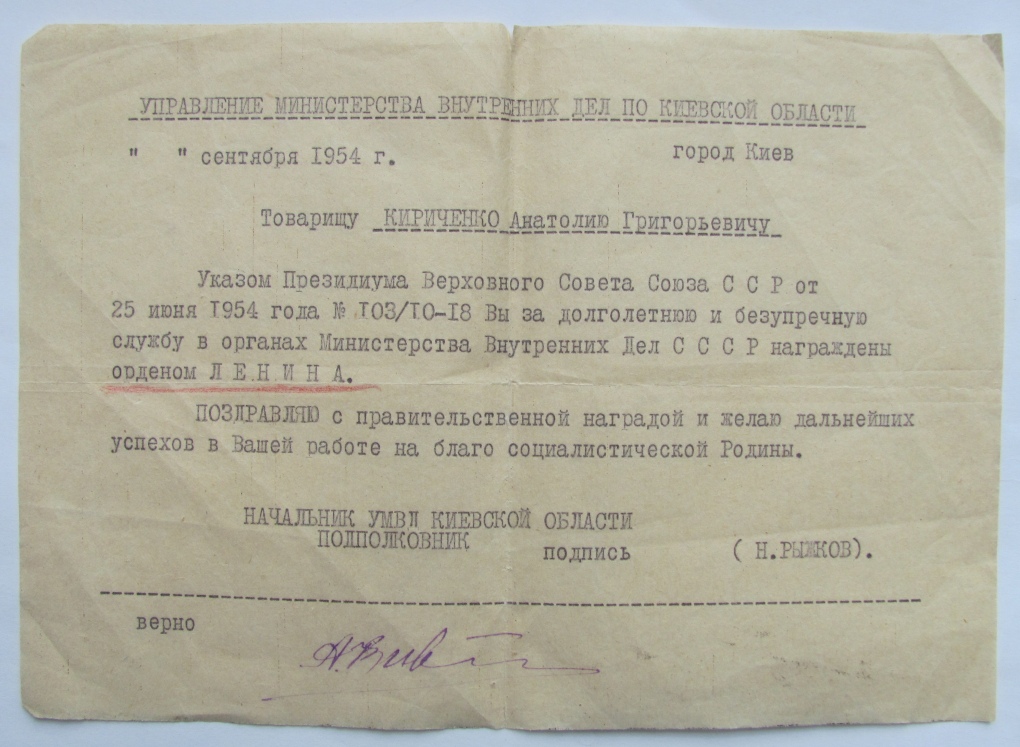 УПРАВЛЕНИЕ МИНИСТЕРСТВА ВНУТРЕННИХ ДЕЛ ПО КИЕВСКОЙ ОБЛАСТИ
" " сентября 1954 г. город Киев
Товарищу КИРИЧЕНКО Анатолию Григорьевичу
Указом Президиума Верховного Совета Союза С С Р от
25 июня 1954 года № 103/10-18 Вы за долголетнюю и безупречную
службу в органах Министерства Внутренних Дел С С С Р награждены
орденом Л Е Н И Н А.
ПОЗДРАВЛЯЮ с правительственной наградой и желаю дальнейших
успехов в Вашей работе на благо социалистической Родины.
НАЧАЛЬНИК УМВД КИЕВСКОЙ ОБЛАСТИ
ПОДПОЛКОВНИК подпись ( Н.РЫЖКОВ).
верно